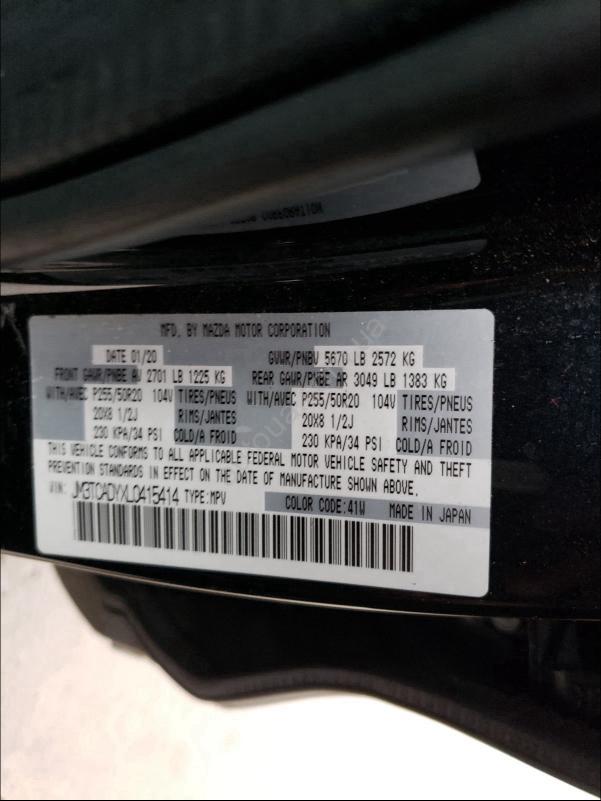 MFD. BY MAZDA MOTOR CORPORATION
DATE 01/20 GVWR/PNBV 5670 LB 2572 KG
FRONT GAWR/PNBE AV 2701 LB 1225 KG REAR GAWR/PNBE AR 3049 LB 1383 KG
WITH/AVEC P255/50R20 104V TIRES/PNEUS WITH/AVEC P255/50R20 104V TIRES/PNEUS
20X8 1/2J RIMS/JANTES 20X8 1/2J RIMS/JANTES
230 KPA/34 PSI COLD/A FROID 230 KPA/34 PSI COLD/A FROID
THIS VEHICLE CONFORMS TO ALL APPLICABLE FEDERAL MOTOR VEHICLE SAFETY AND THEFT
PREVENTION STANDARDS IN EFFECT ON THE DATE OF MANUFACTURE SHOWN ABOVE.
VIN: JM3TCADYXL0415414 TYPE:MPV COLOR CODE:41W MADE IN JAPAN